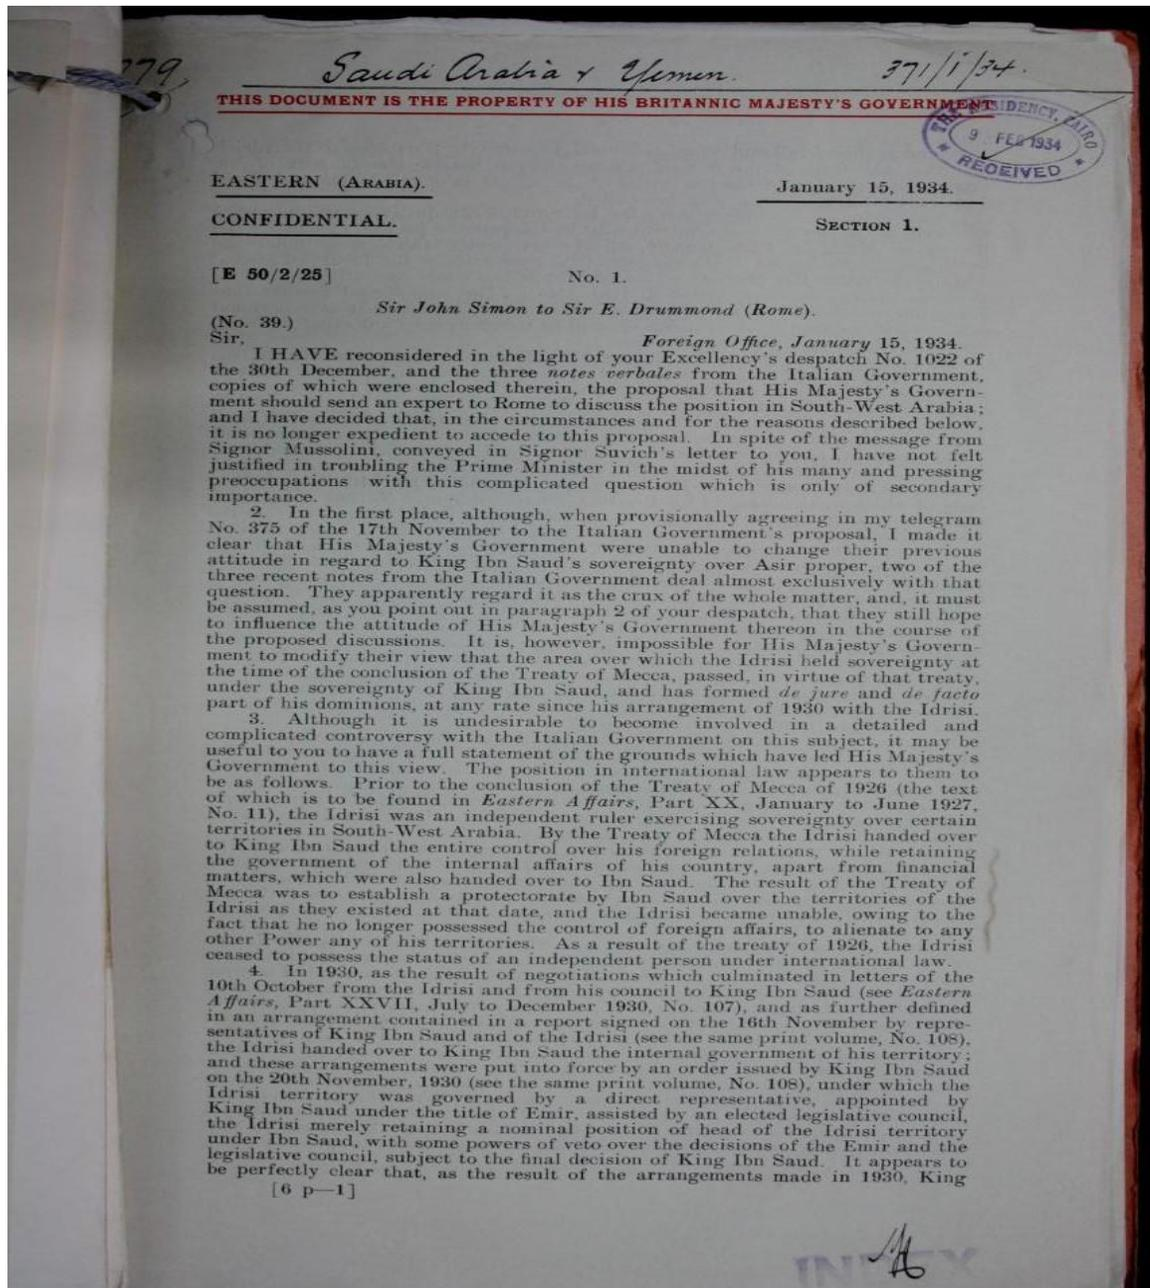 279,
Saudi Arabia & Yemen. 371/1/34.
THIS DOCUMENT IS THE PROPERTY OF HIS BRITANNIC MAJESTY'S GOVERNMENT
THE RESIDENCY, CAIRO
9 FEB 1934
RECEIVED
EASTERN (ARABIA). January 15, 1934.
CONFIDENTIAL. SECTION 1.
[E 50/2/25] No. 1.
Sir John Simon to Sir E. Drummond (Rome).
(No. 39.)
Sir, Foreign Office, January 15, 1934.
I HAVE reconsidered in the light of your Excellency's despatch No. 1022 of
the 30th December, and the three notes verbales from the Italian Government,
copies of which were enclosed therein, the proposal that His Majesty's Govern-
ment should send an expert to Rome to discuss the position in South-West Arabia;
and I have decided that, in the circumstances and for the reasons described below,
it is no longer expedient to accede to this proposal. In spite of the message from
Signor Mussolini, conveyed in Signor Suvich's letter to you, I have not felt
justified in troubling the Prime Minister in the midst of his many and pressing
preoccupations with this complicated question which is only of secondary
importance.
2. In the first place, although, when provisionally agreeing in my telegram
No. 375 of the 17th November to the Italian Government's proposal, I made it
clear that His Majesty's Government were unable to change their previous
attitude in regard to King Ibn Saud's sovereignty over Asir proper, two of the
three recent notes from the Italian Government deal almost exclusively with that
question. They apparently regard it as the crux of the whole matter, and, it must
be assumed, as you point out in paragraph 2 of your despatch, that they still hope
to influence the attitude of His Majesty's Government thereon in the course of
the proposed discussions. It is, however, impossible for His Majesty's Govern-
ment to modify their view that the area over which the Idrisi held sovereignty at
the time of the conclusion of the Treaty of Mecca, passed, in virtue of that treaty,
under the sovereignty of King Ibn Saud, and has formed de jure and de facto
part of his dominions, at any rate since his arrangement of 1930 with the Idrisi.
3. Although it is undesirable to become involved in a detailed and
complicated controversy with the Italian Government on this subject, it may be
useful to you to have a full statement of the grounds which have led His Majesty's
Government to this view. The position in international law appears to them to
be as follows. Prior to the conclusion of the Treaty of Mecca of 1926 (the text
of which is to be found in Eastern Affairs, Part XX, January to June 1927,
No. 11), the Idrisi was an independent ruler exercising sovereignty over certain
territories in South-West Arabia. By the Treaty of Mecca the Idrisi handed over
to King Ibn Saud the entire control over his foreign relations, while retaining
the government of the internal affairs of his country, apart from financial
matters, which were also handed over to Ibn Saud. The result of the Treaty of
Mecca was to establish a protectorate by Ibn Saud over the territories of the
Idrisi as they existed at that date, and the Idrisi became unable, owing to the
fact that he no longer possessed the control of foreign affairs, to alienate to any
other Power any of his territories. As a result of the treaty of 1926, the Idrisi
ceased to possess the status of an independent person under international law.
4. In 1930, as the result of negotiations which culminated in letters of the
10th October from the Idrisi and from his council to King Ibn Saud (see Eastern
Affairs, Part XXVII, July to December 1930, No. 107), and as further defined
in an arrangement contained in a report signed on the 16th November by repre-
sentatives of King Ibn Saud and of the Idrisi (see the same print volume, No. 108),
the Idrisi handed over to King Ibn Saud the internal government of his territory;
and these arrangements were put into force by an order issued by King Ibn Saud
on the 20th November, 1930 (see the same print volume, No. 108), under which the
Idrisi territory was governed by a direct representative, appointed by
King Ibn Saud under the title of Emir, assisted by an elected legislative council,
the Idrisi merely retaining a nominal position of head of the Idrisi territory
under Ibn Saud, with some powers of veto over the decisions of the Emir and the
legislative council, subject to the final decision of King Ibn Saud. It appears to
be perfectly clear that, as the result of the arrangements made in 1930, King
[6 p—1]
INDEX